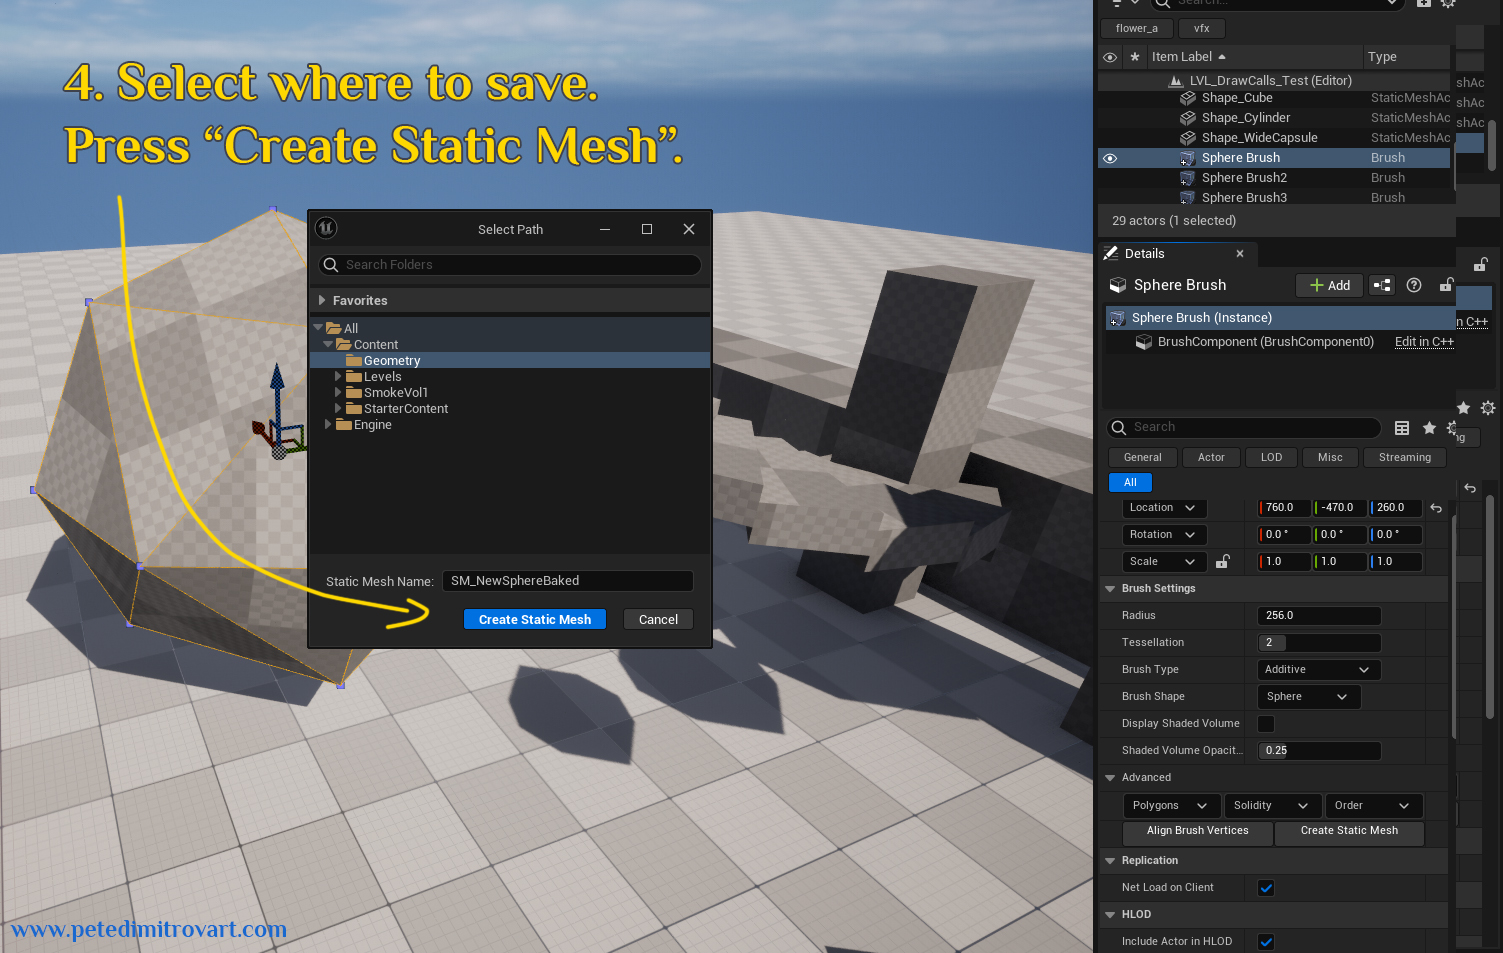 4. Select where to save.
Press “Create Static Mesh”.
Select Path
Search Folders
Favorites
All
Content
Geometry
Levels
SmokeVol1
StarterContent
Engine
Static Mesh Name: SM_NewSphereBaked
Create Static Mesh Cancel
www.petedimitrovart.com
Search...
flower_a vfx
Item Label Type
LVL_DrawCalls_Test (Editor)
Shape_Cube StaticMeshAc
Shape_Cylinder StaticMeshAc
Shape_WideCapsule StaticMeshAc
Sphere Brush Brush
Sphere Brush2 Brush
Sphere Brush3 Brush
shAc
shAc
shAc
29 actors (1 selected)
Details
Sphere Brush Add
Sphere Brush (Instance)
n C++
BrushComponent (BrushComponent0) Edit in C++
Search
ng
General Actor LOD Misc Streaming
All
Location 760.0 -470.0 260.0
Rotation 0.0 ° 0.0 ° 0.0 °
Scale 1.0 1.0 1.0
Brush Settings
Radius 256.0
Tessellation 2
Brush Type Additive
Brush Shape Sphere
Display Shaded Volume
Shaded Volume Opacit... 0.25
Advanced
Polygons Solidity Order
Align Brush Vertices Create Static Mesh
Replication
Net Load on Client
HLOD
Include Actor in HLOD